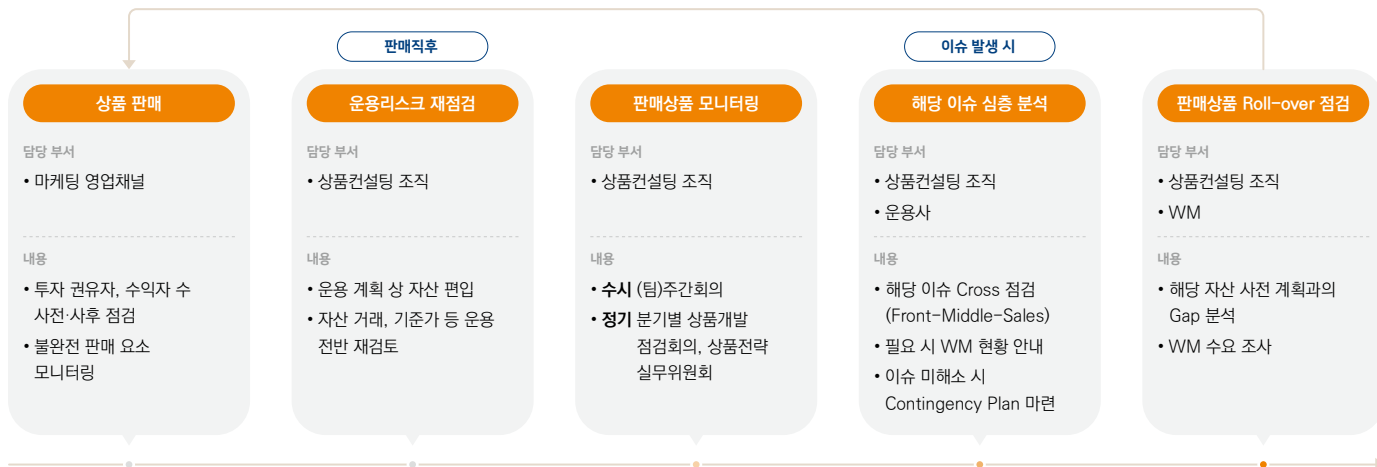 판매직후
이슈 발생 시
상품 판매
담당 부서
• 마케팅 영업채널
내용
• 투자 권유자, 수익자 수
사전·사후 점검
• 불완전 판매 요소
모니터링
운용리스크 재점검
담당 부서
• 상품컨설팅 조직
내용
• 운용 계획 상 자산 편입
• 자산 거래, 기준가 등 운용
전반 재검토
판매상품 모니터링
담당 부서
• 상품컨설팅 조직
내용
• 수시 (팀)주간회의
• 정기 분기별 상품개발
점검회의, 상품전략
실무위원회
해당 이슈 심층 분석
담당 부서
• 상품컨설팅 조직
• 운용사
내용
• 해당 이슈 Cross 점검
(Front-Middle-Sales)
• 필요 시 WM 현황 안내
• 이슈 미해소 시
Contingency Plan 마련
판매상품 Roll-over 점검
담당 부서
• 상품컨설팅 조직
• WM
내용
• 해당 자산 사전 계획과의
Gap 분석
• WM 수요 조사